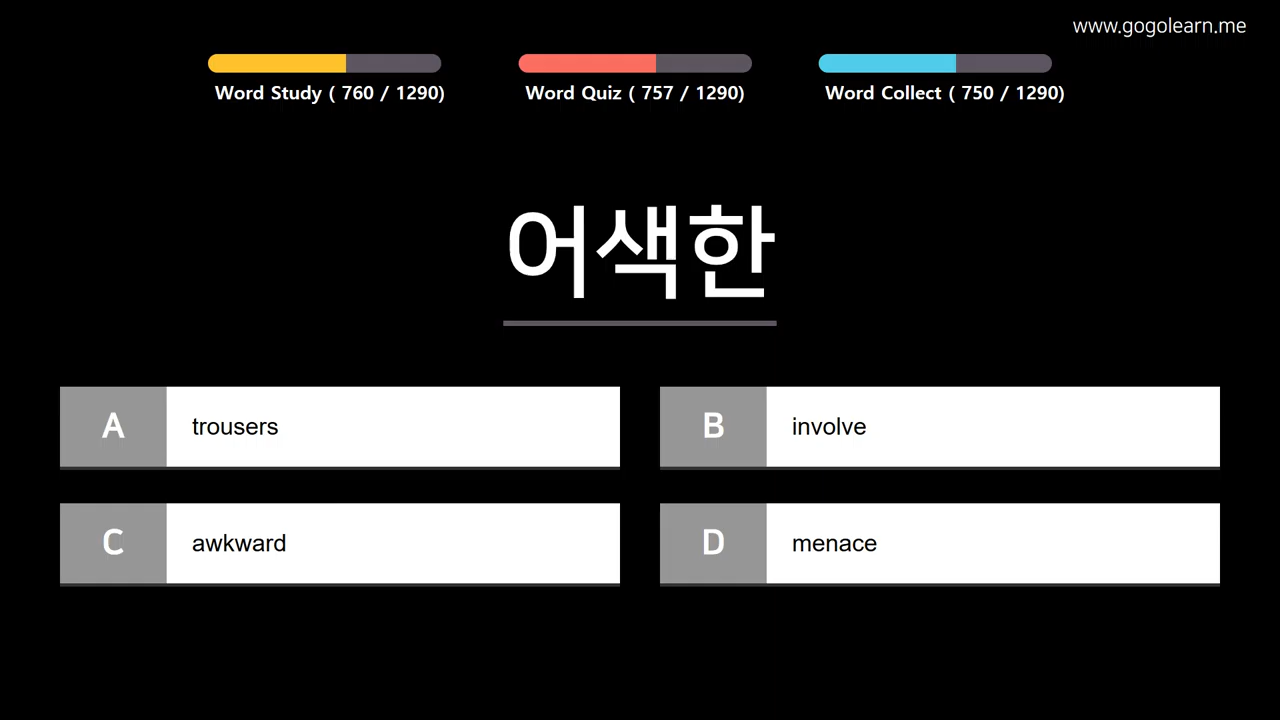 www.gogolearn.me
Word Study ( 760 / 1290)
Word Quiz ( 757 / 1290)
Word Collect ( 750 / 1290)
어색한
A trousers
B involve
C awkward
D menace